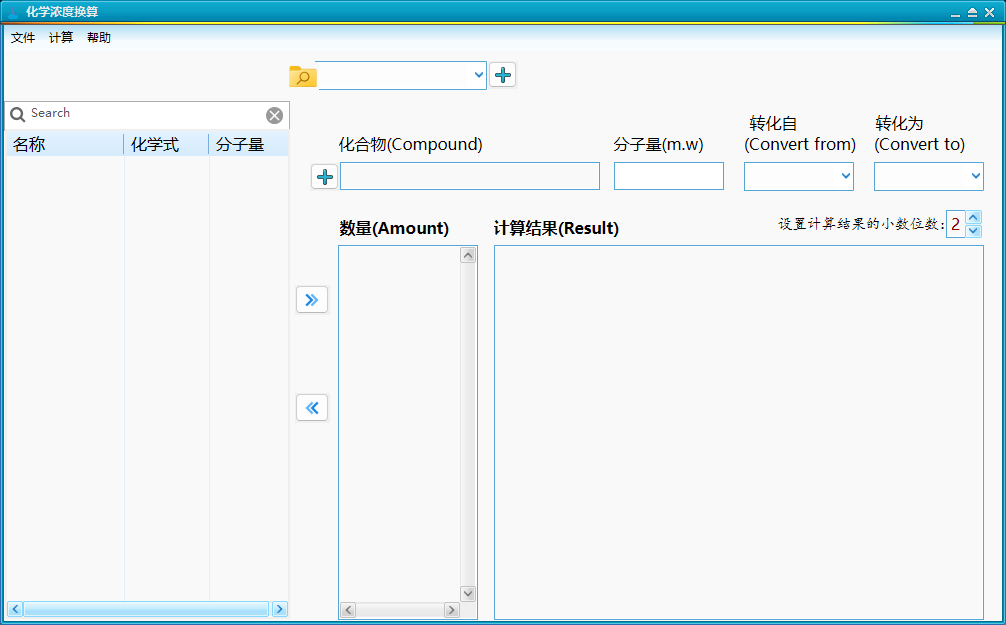 化学浓度换算
文件 计算 帮助
Search
名称 化学式 分子量
化合物(Compound)
分子量(m.w)
转化自
(Convert from)
转化为
(Convert to)
数量(Amount)
计算结果(Result)
设置计算结果的小数位数: 2